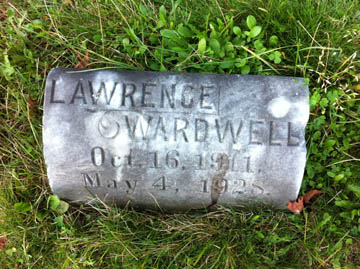 LAWRENCE
WARDWELL
Oct. 16, 1911.
May 4, 1928.